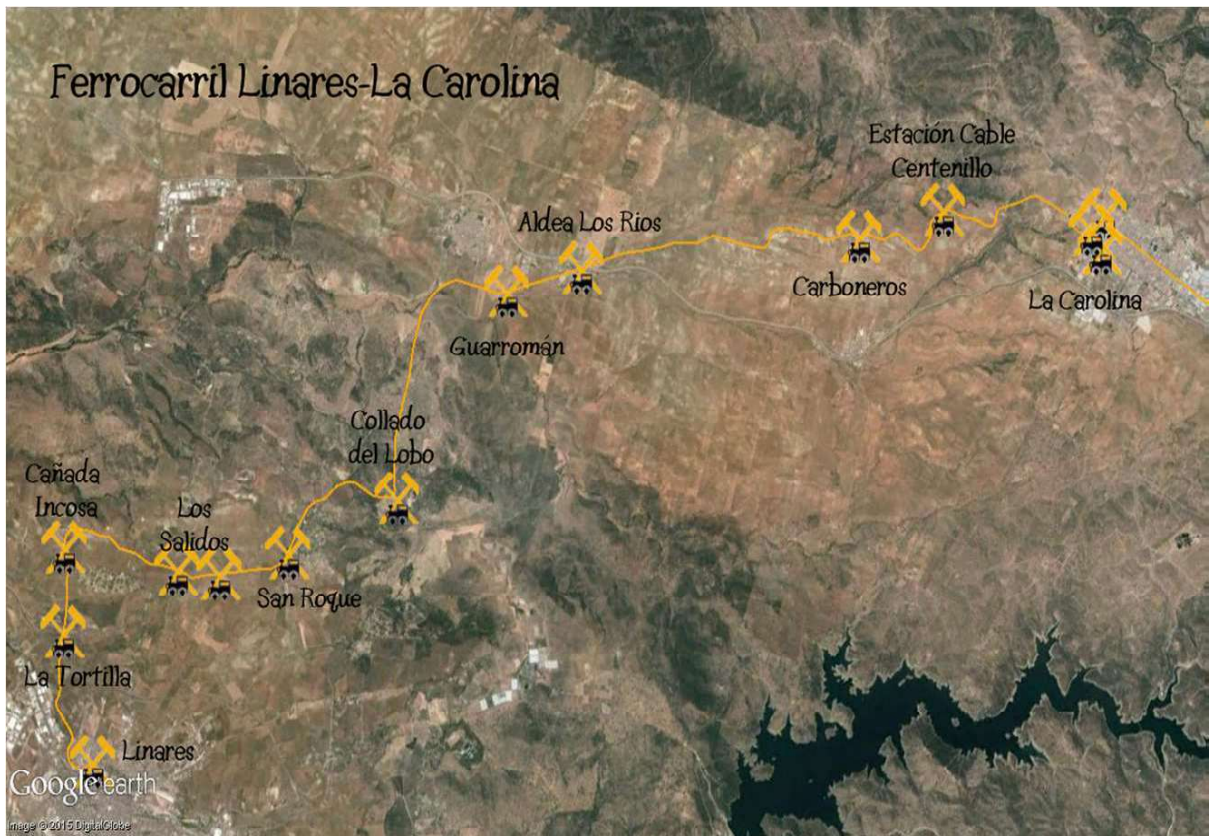 Ferrocarril Linares-La Carolina
Estación Cable
Centenillo
Aldea Los Rios
Carboneros
La Carolina
Guarromán
Collado
del Lobo
Cañada
Incosa
Los
Salidos
San Roque
La Tortilla
Linares
Google earth
Image © 2015 DigitalGlobe